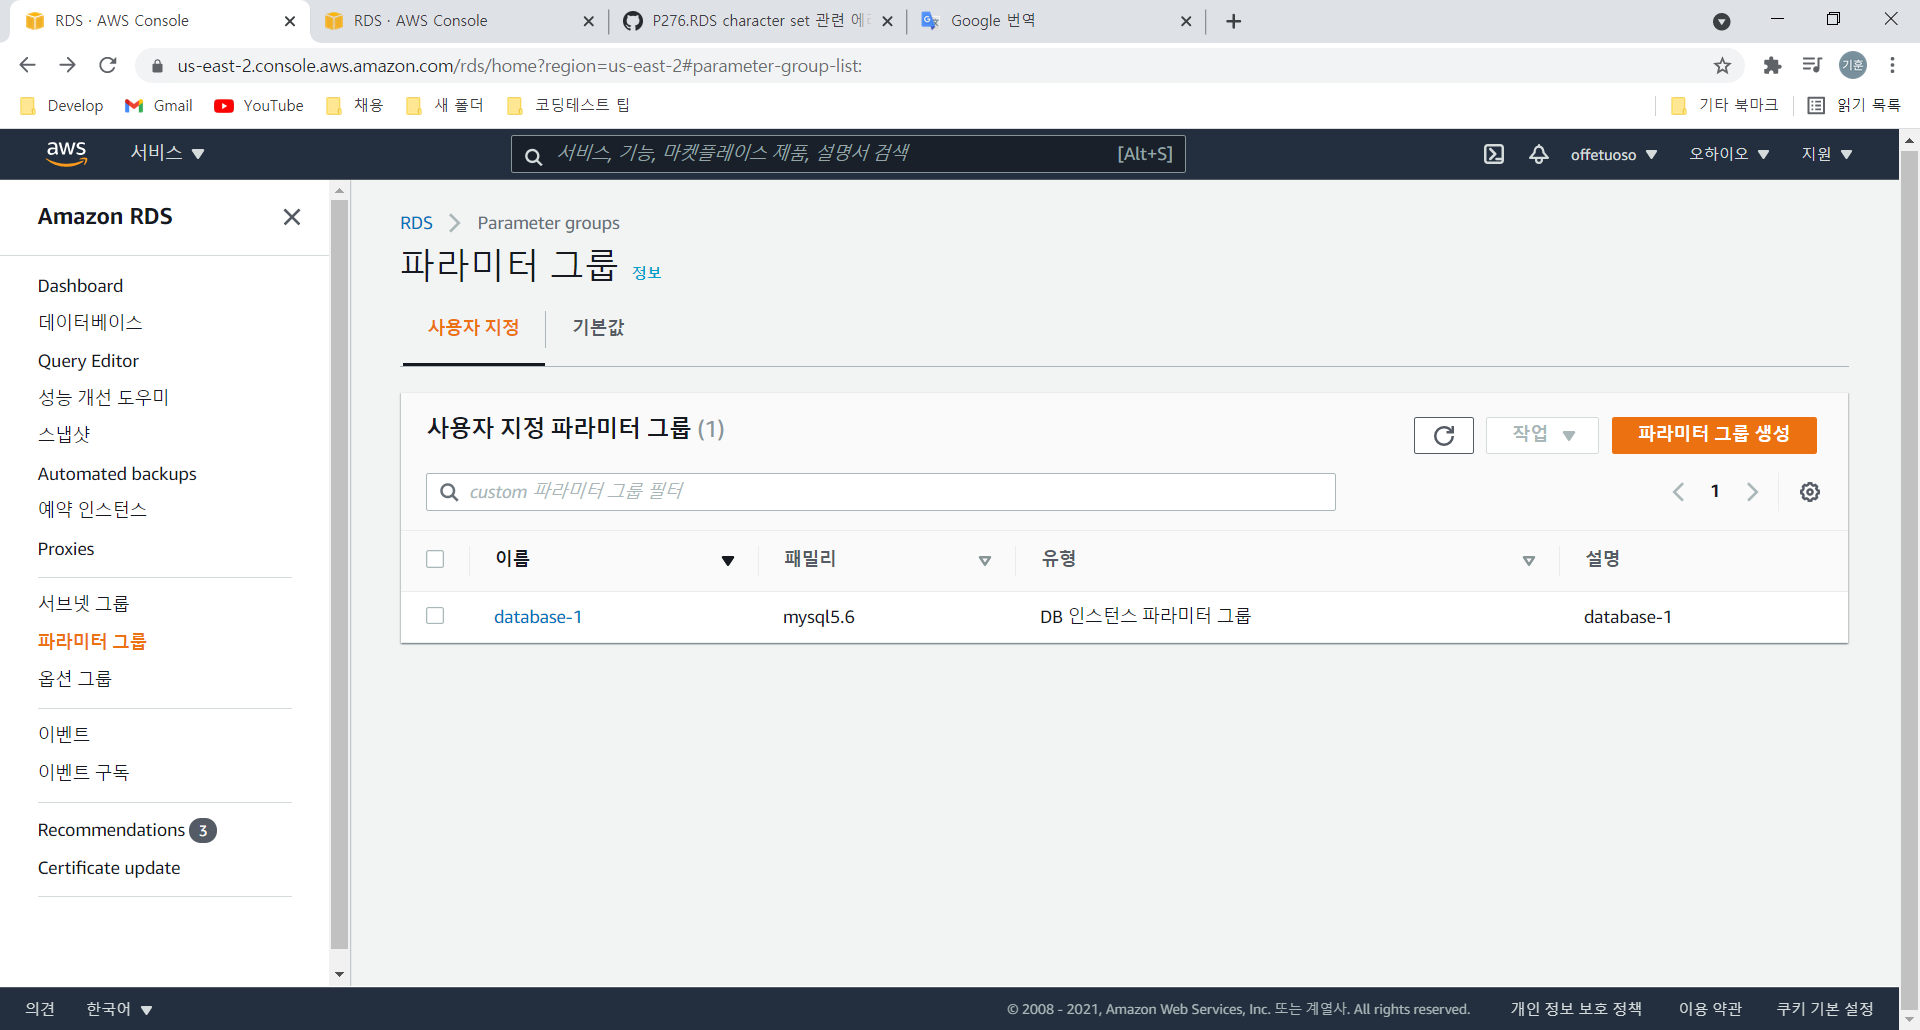 RDS · AWS Console
RDS · AWS Console
P276.RDS character set 관련 에러
Google 번역
us-east-2.console.aws.amazon.com/rds/home?region=us-east-2#parameter-group-list:
기훈
Develop
Gmail
YouTube
채용
새 폴더
코딩테스트 팁
기타 북마크
읽기 목록
aws
서비스
서비스, 기능, 마켓플레이스 제품, 설명서 검색
[Alt+S]
offetuoso
오하이오
지원
Amazon RDS
Dashboard
데이터베이스
Query Editor
성능 개선 도우미
스냅샷
Automated backups
예약 인스턴스
Proxies
서브넷 그룹
파라미터 그룹
옵션 그룹
이벤트
이벤트 구독
Recommendations 3
Certificate update
RDS
Parameter groups
파라미터 그룹 정보
사용자 지정
기본값
사용자 지정 파라미터 그룹 (1)
작업
파라미터 그룹 생성
custom 파라미터 그룹 필터
1
이름
패밀리
유형
설명
database-1
mysql5.6
DB 인스턴스 파라미터 그룹
database-1
의견
한국어
© 2008 - 2021, Amazon Web Services, Inc. 또는 계열사. All rights reserved.
개인 정보 보호 정책
이용 약관
쿠키 기본 설정